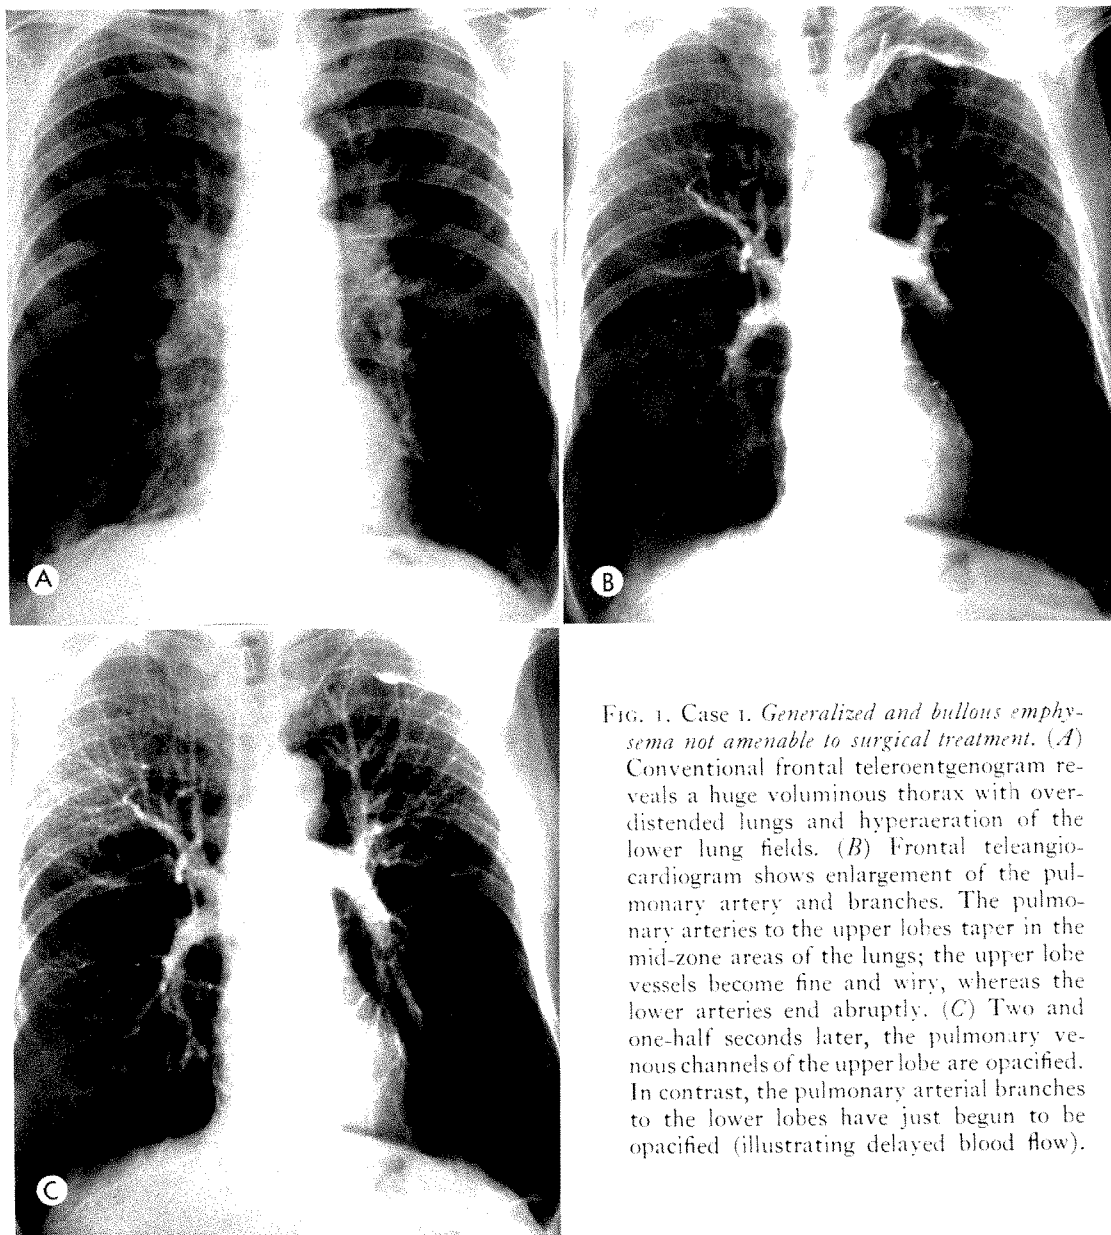 A
B
C
FIG. 1. Case 1. Generalized and bullous emphy-
sema not amenable to surgical treatment. (A)
Conventional frontal teleroentgenogram re-
veals a huge voluminous thorax with over-
distended lungs and hyperaeration of the
lower lung fields. (B) Frontal teleangio-
cardiogram shows enlargement of the pul-
monary artery and branches. The pulmo-
nary arteries to the upper lobes taper in the
mid-zone areas of the lungs; the upper lobe
vessels become fine and wiry, whereas the
lower arteries end abruptly. (C) Two and
one-half seconds later, the pulmonary ve-
nous channels of the upper lobe are opacified.
In contrast, the pulmonary arterial branches
to the lower lobes have just begun to be
opacified (illustrating delayed blood flow).